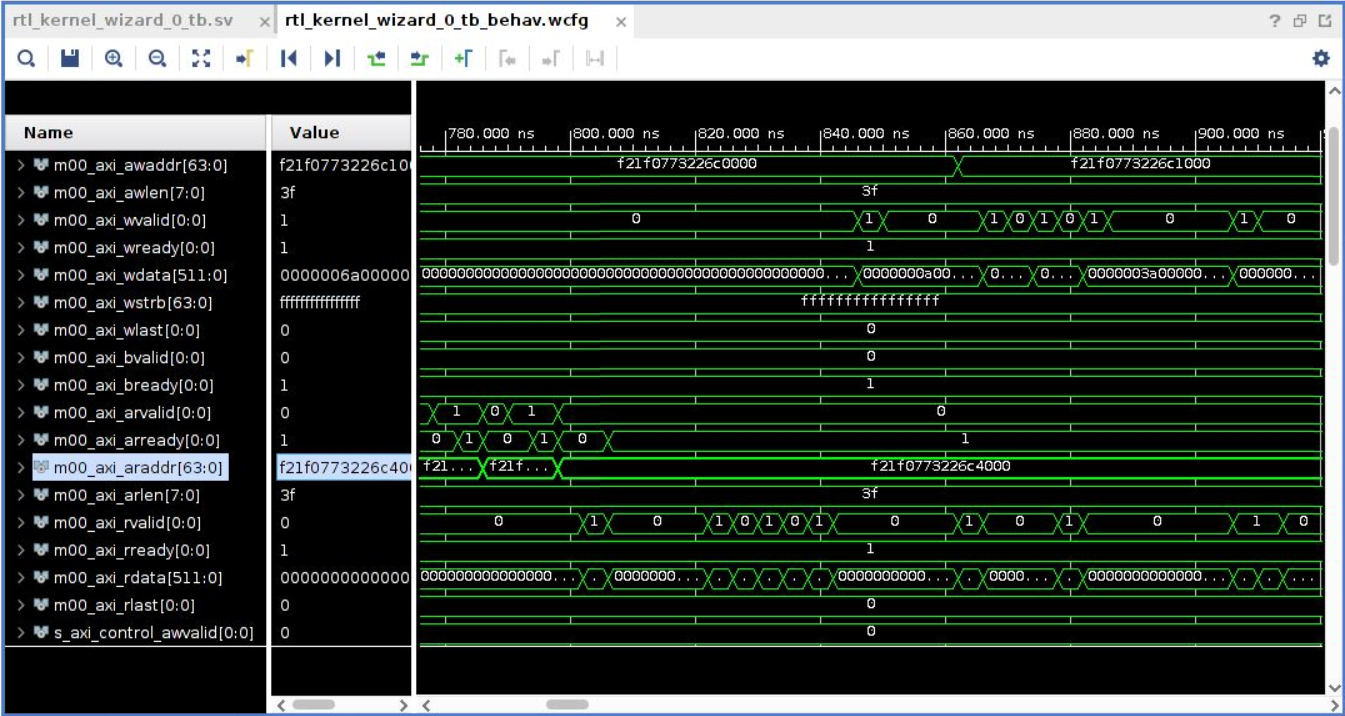 rtl_kernel_wizard_0_tb.sv × rtl_kernel_wizard_0_tb_behav.wcfg × ?
Name Value 780.000 ns 800.000 ns 820.000 ns 840.000 ns 860.000 ns 880.000 ns 900.000 ns
m00_axi_awaddr[63:0] f21f0773226c10 f21f0773226c0000 f21f0773226c1000
m00_axi_awlen[7:0] 3f 3f
m00_axi_wvalid[0:0] 1 0 1 0 1 0 1 0 1 0 1 0
m00_axi_wready[0:0] 1 1
m00_axi_wdata[511:0] 0000006a00000 0000000a00... 0... 0... 0000003a00000... 000000...
m00_axi_wstrb[63:0] ffffffffffffffff ffffffffffffffff
m00_axi_wlast[0:0] 0 0
m00_axi_bvalid[0:0] 0 0
m00_axi_bready[0:0] 1 1
m00_axi_arvalid[0:0] 0 1 0 1 0
m00_axi_arready[0:0] 1 0 1 0 1 0 1
m00_axi_araddr[63:0] f21f0773226c40 f21... f21f... f21f0773226c4000
m00_axi_arlen[7:0] 3f 3f
m00_axi_rvalid[0:0] 0 0 1 0 1 0 1 0 1 0 1 0 1 0 1 0
m00_axi_rready[0:0] 1 1
m00_axi_rdata[511:0] 0000000000000 000000000000000... . 0000000... . . . . . 0000000000... . 0000... . 0000000000000... . . ...
m00_axi_rlast[0:0] 0 0
s_axi_control_awvalid[0:0] 0 0